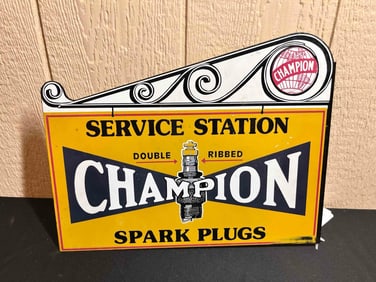 CHAMPION
SERVICE STATION
DOUBLE RIBBED
CHAMPION
SPARK PLUGS